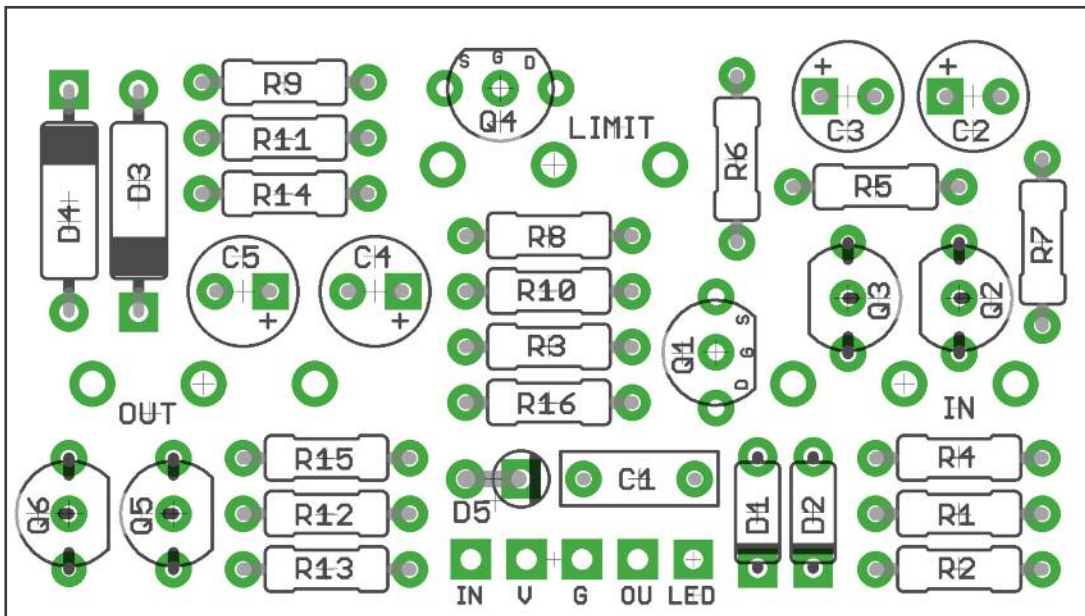 R9
S G D
Q4
LIMIT
R11
R14
D4
D3
R6
+
C3
+
C2
R5
R7
C5
+
C4
+
R8
R10
R3
R16
Q1
S
G
D
Q3
Q2
OUT
IN
Q6
Q5
R15
R12
R13
D5
C1
D1
D2
R4
R1
R2
IN V G OU LED